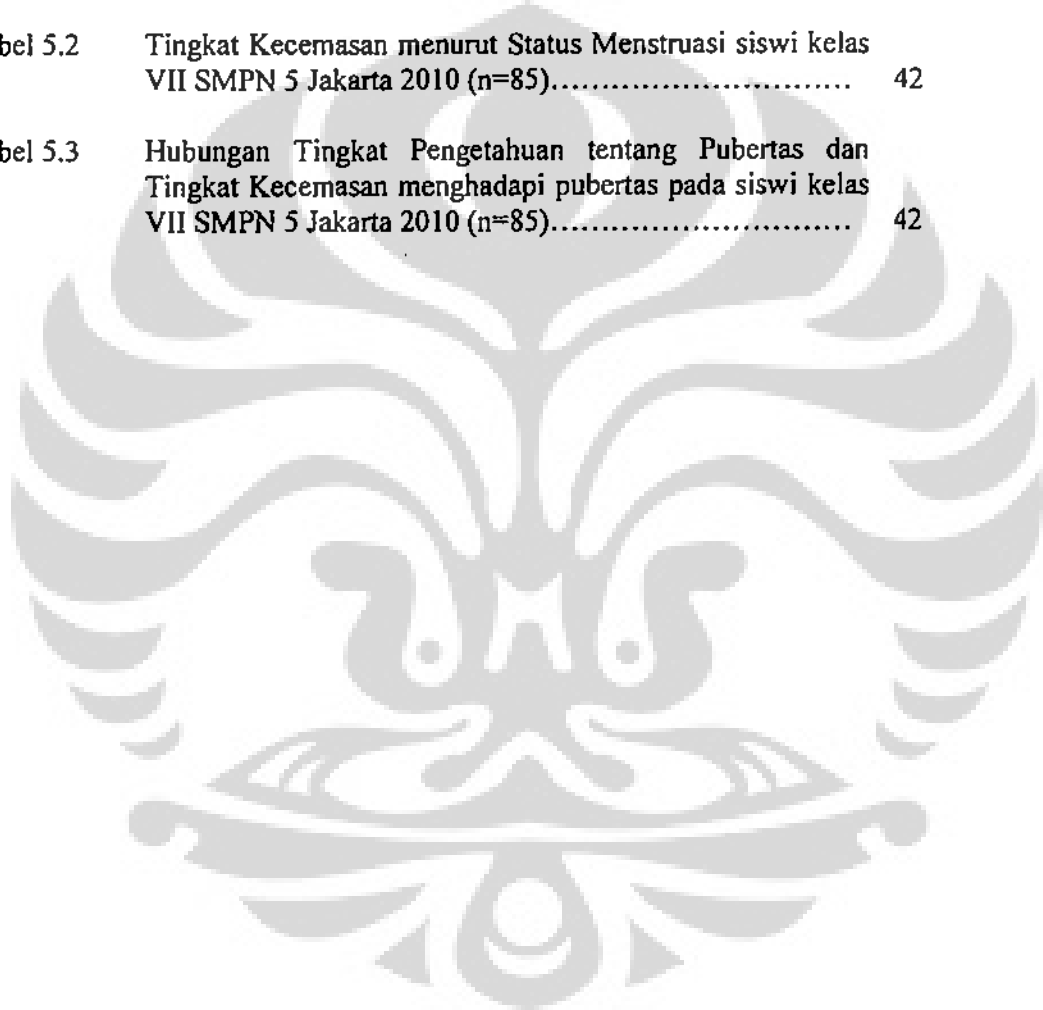 bel 5.2 Tingkat Kecemasan menurut Status Menstruasi siswi kelas
VII SMPN 5 Jakarta 2010 (n=85).............................. 42
bel 5.3 Hubungan Tingkat Pengetahuan tentang Pubertas dan
Tingkat Kecemasan menghadapi pubertas pada siswi kelas
VII SMPN 5 Jakarta 2010 (n=85).............................. 42